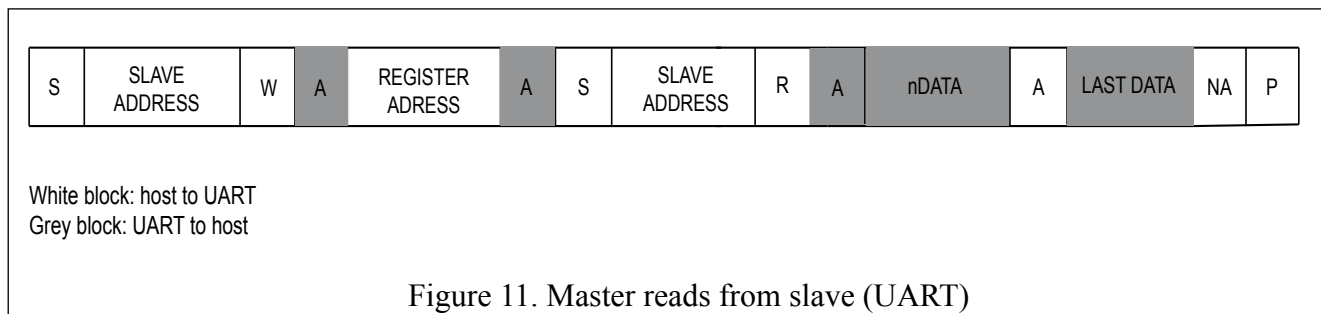 S SLAVE ADDRESS W A REGISTER ADRESS A S SLAVE ADDRESS R A nDATA A LAST DATA NA P
White block: host to UART
Grey block: UART to host
Figure 11. Master reads from slave (UART)